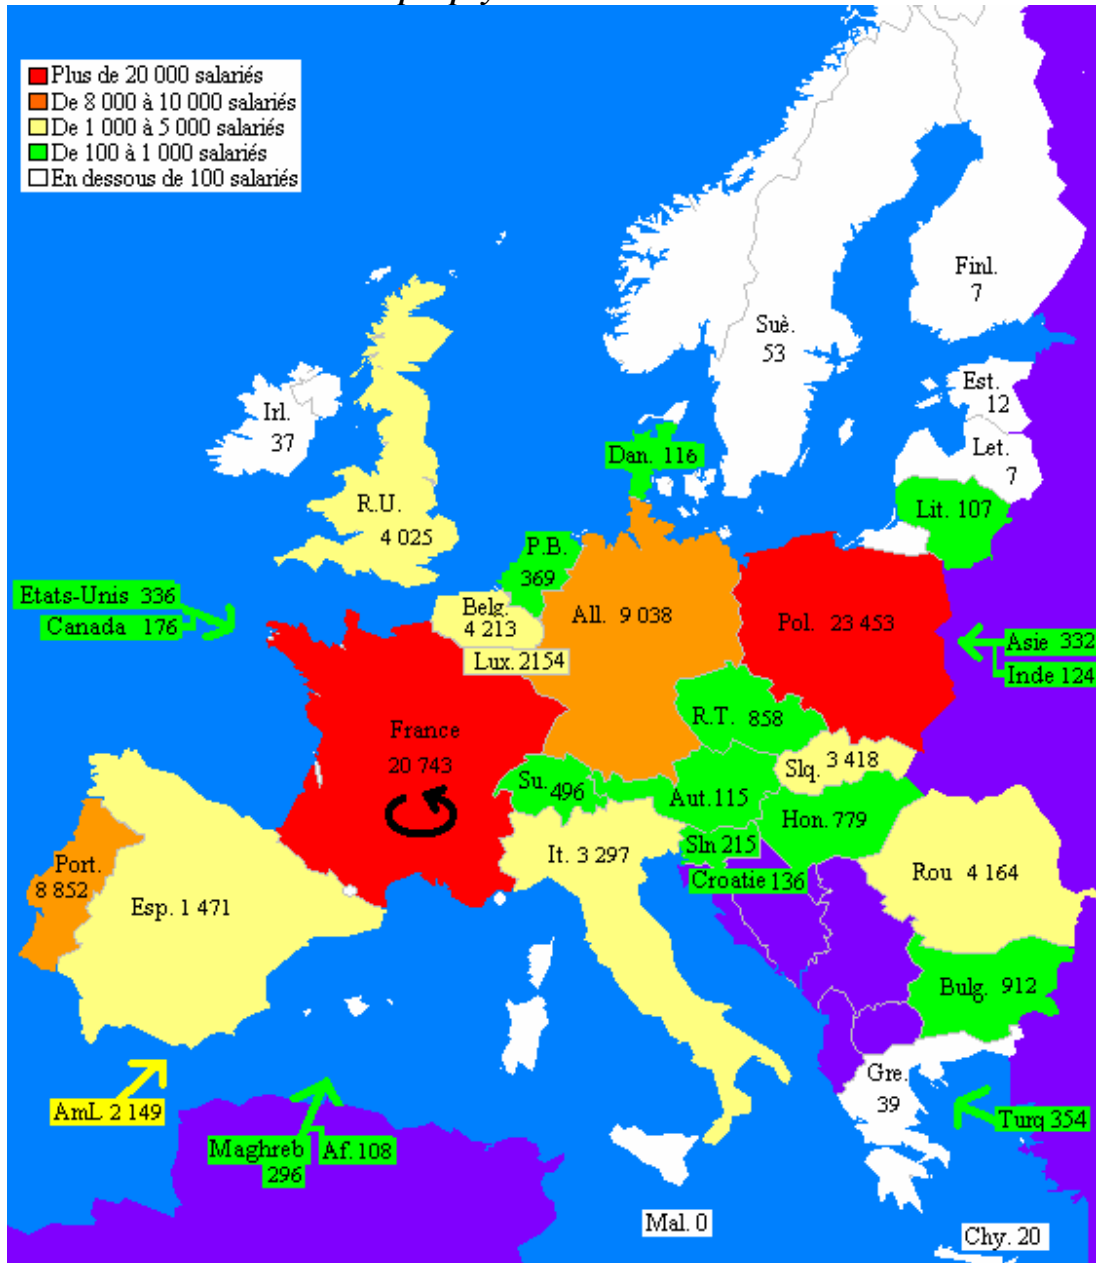 Plus de 20 000 salariés
De 8 000 à 10 000 salariés
De 1 000 à 5 000 salariés
De 100 à 1 000 salariés
En dessous de 100 salariés
Finl.
7
Suè.
53
Est.
12
Irl.
37
Let.
7
Dan. 116
Lit. 107
R.U.
4 025
P.B.
369
Etats-Unis 336
Canada 176
Belg.
4 213
All. 9 038
Pol. 23 453
Asie 332
Inde 124
Lux. 2154
R.T. 858
France
20 743
Slq. 3 418
Su. 496
Aut. 115
Hon. 779
It. 3 297
Sln 215
Croatie 136
Port.
8 852
Esp. 1 471
Rou 4 164
Bulg. 912
Gre.
39
AmL 2 149
Maghreb
296
Af. 108
Turq 354
Mal. 0
Chy. 20